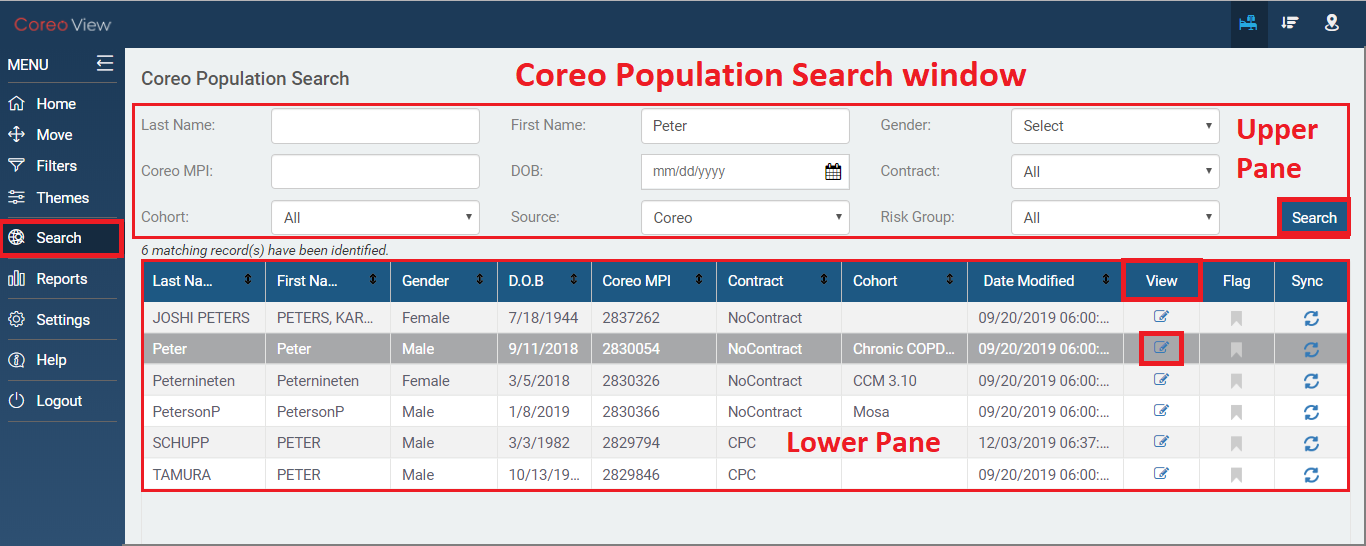 Coreo View
MENU
Home
Move
Filters
Themes
Search
Reports
Settings
Help
Logout
Coreo Population Search
Coreo Population Search window
Last Name:
First Name: Peter
Gender: Select
Coreo MPI:
DOB: mm/dd/yyyy
Contract: All
Cohort: All
Source: Coreo
Risk Group: All
Search
Upper
Pane
6 matching record(s) have been identified.
Last Na... First Na... Gender D.O.B Coreo MPI Contract Cohort Date Modified View Flag Sync
JOSHI PETERS PETERS, KAR... Female 7/18/1944 2837262 NoContract 09/20/2019 06:00:...
Peter Peter Male 9/11/2018 2830054 NoContract Chronic COPD... 09/20/2019 06:00:...
Peternineten Peternineten Female 3/5/2018 2830326 NoContract CCM 3.10 09/20/2019 06:00:...
PetersonP PetersonP Male 1/8/2019 2830366 NoContract Mosa 09/20/2019 06:00:...
SCHUPP PETER Male 3/3/1982 2829794 CPC 12/03/2019 06:37:...
TAMURA PETER Male 10/13/19... 2829846 CPC 09/20/2019 06:00:...
Lower Pane